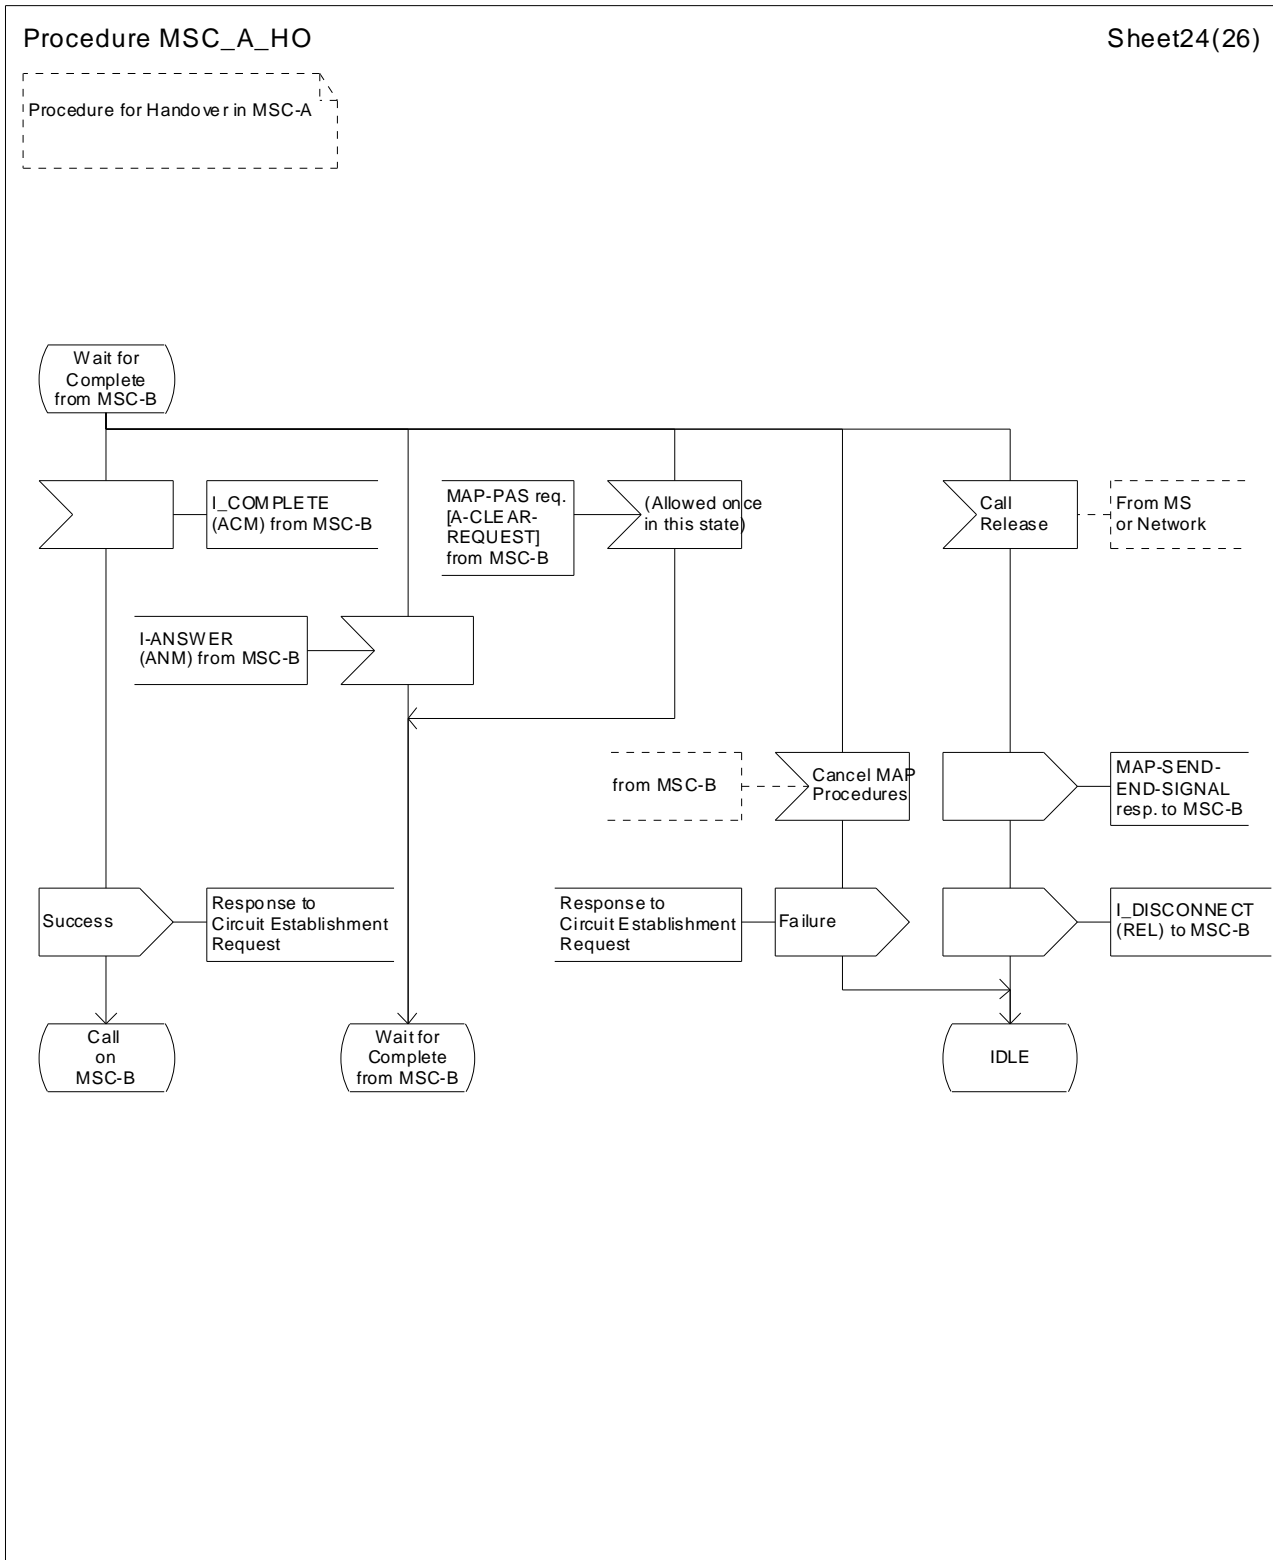 Procedure MSC_A_HO
Sheet24(26)
Procedure for Handover in MSC-A
Wait for
Complete
from MSC-B
I_COMPLETE
(ACM) from MSC-B
MAP-PAS req.
[A-CLEAR-
REQUEST]
from MSC-B
(Allowed once
in this state)
Call
Release
From MS
or Network
I-ANSWER
(ANM) from MSC-B
from MSC-B
Cancel MAP
Procedures
MAP-SEND-
END-SIGNAL
resp. to MSC-B
Success
Response to
Circuit Establishment
Request
Response to
Circuit Establishment
Request
Failure
I_DISCONNECT
(REL) to MSC-B
Call
on
MSC-B
Wait for
Complete
from MSC-B
IDLE